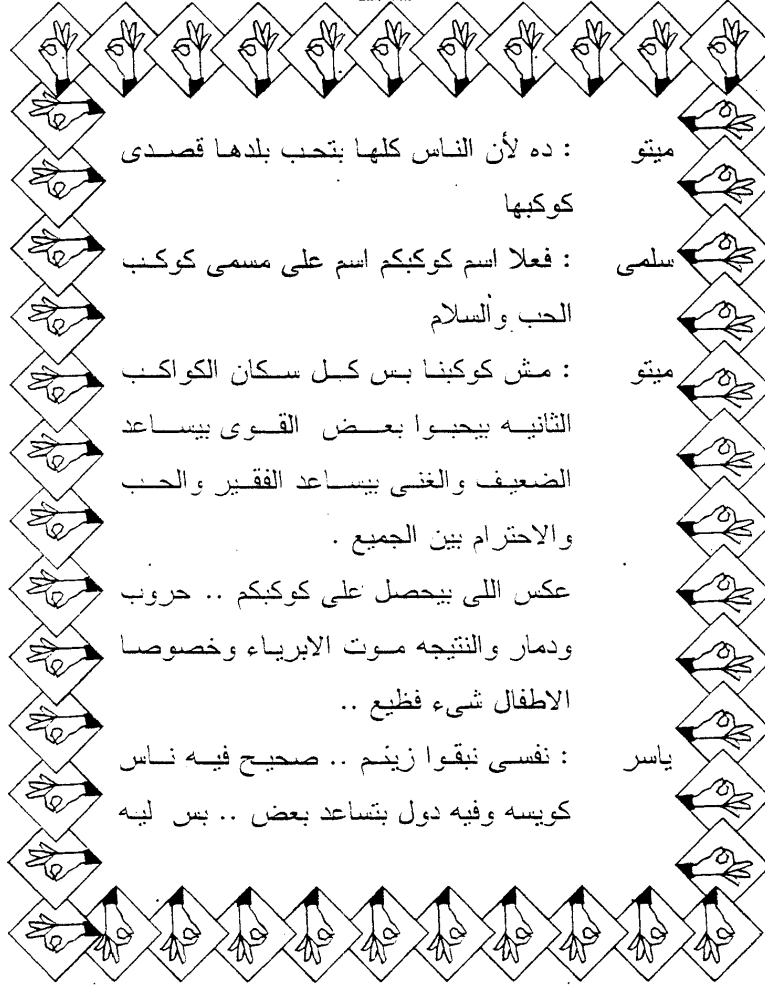 ميتو : ده لأن الناس كلها بتحب بلدها قصدى
كوكبها
سلمى : فعلا اسم كوكبكم اسم على مسمى كوكب
الحب والسلام
ميتو : مش كوكبنا بس كل سكان الكواكب
الثانيه بيحبوا بعض القوى بيساعد
الضعيف والغنى بيساعد الفقير والحب
والاحترام بين الجميع .
عكس اللى بيحصل على كوكبكم .. حروب
ودمار والنتيجه موت الابرياء وخصوصا
الاطفال شىء فظيع ..
ياسر : نفسى نبقوا زيئم .. صحيح فيه ناس
كويسه وفيه دول بتساعد بعض .. بس ليه